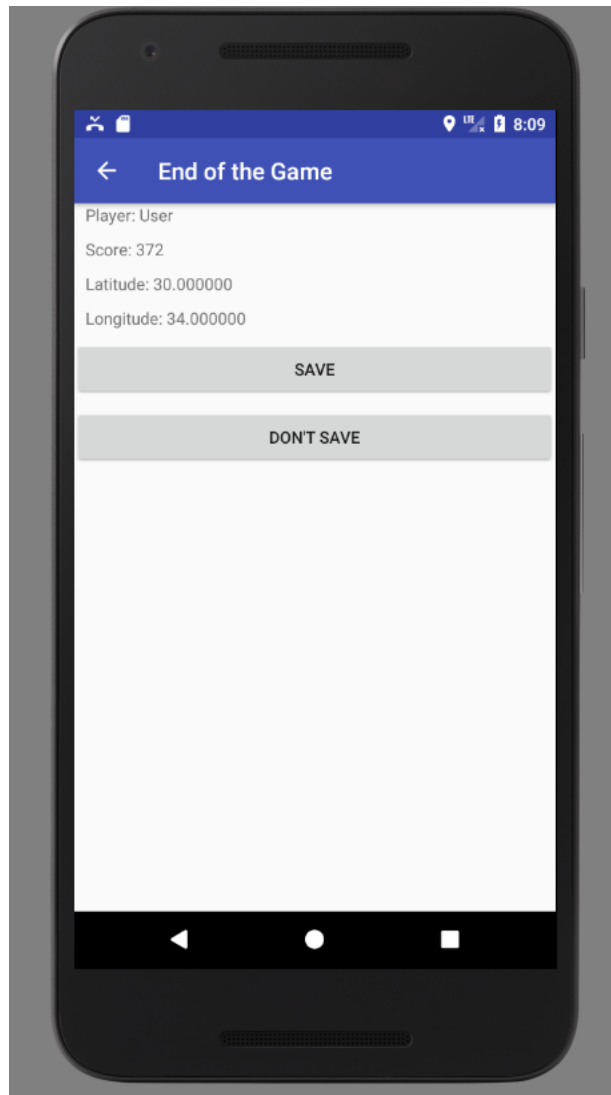 LTE 8:09
End of the Game
Player: User
Score: 372
Latitude: 30.000000
Longitude: 34.000000
SAVE
DON'T SAVE